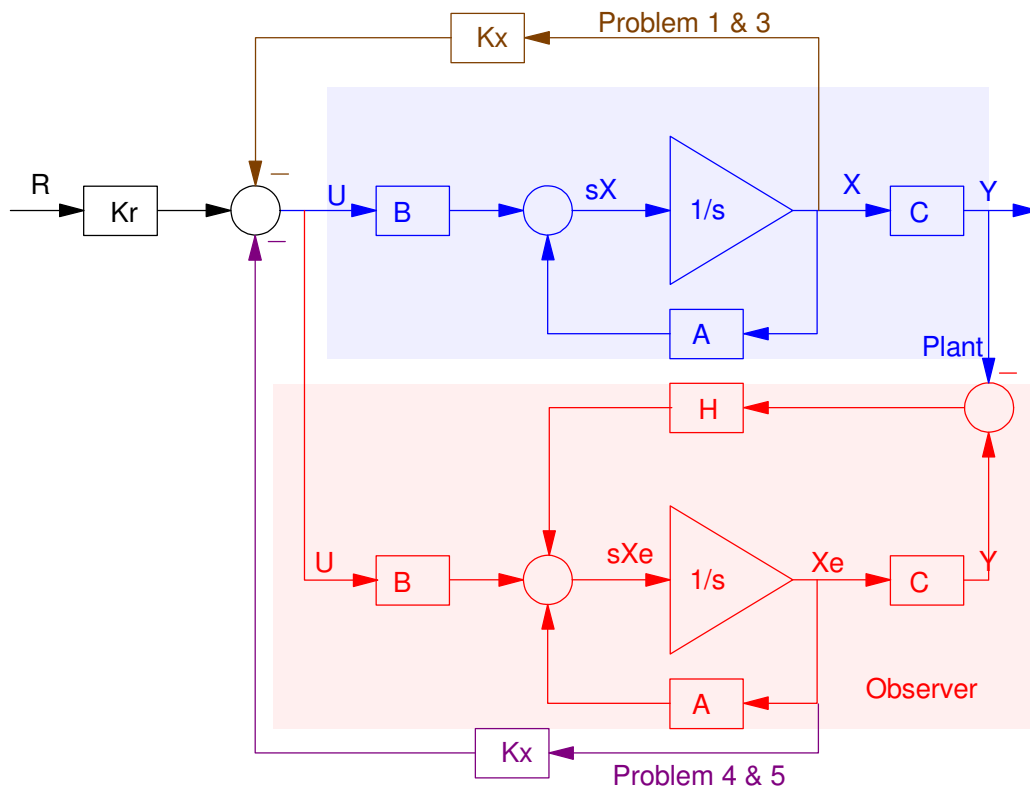 Problem 1 & 3
Kx
R
Kr
U
B
sX
1/s
X
C
Y
A
Plant
H
U
B
sXe
1/s
Xe
C
Y
A
Observer
Kx
Problem 4 & 5